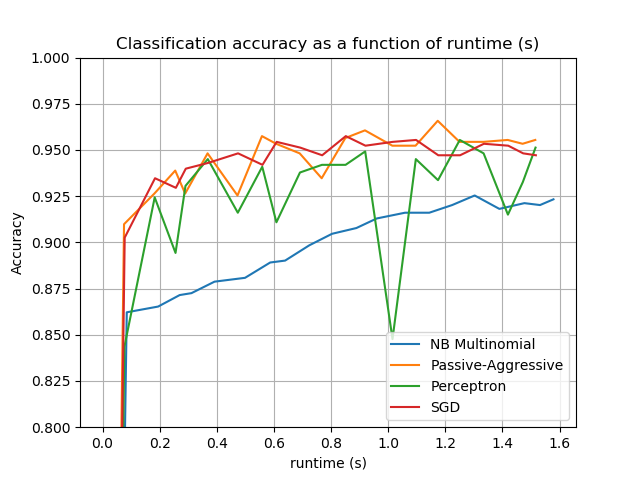 Classification accuracy as a function of runtime (s)
1.000
0.975
0.950
0.925
0.900
0.875
0.850
0.825
0.800
Accuracy
NB Multinomial
Passive-Aggressive
Perceptron
SGD
0.0 0.2 0.4 0.6 0.8 1.0 1.2 1.4 1.6
runtime (s)